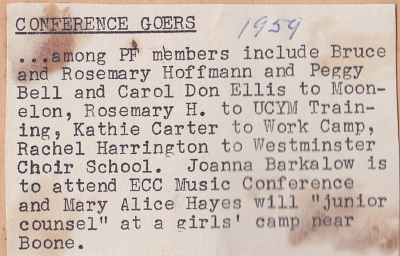 CONFERENCE GOERS 1959
...among PF members include Bruce
and Rosemary Hoffmann and Peggy
Bell and Carol Don Ellis to Moon-
elon, Rosemary H. to UCYM Train-
ing, Kathie Carter to Work Camp,
Rachel Harrington to Westminster
Choir School. Joanna Barkalow is
to attend ECC Music Conference
and Mary Alice Hayes will "junior
counsel" at a girls' camp near
Boone.